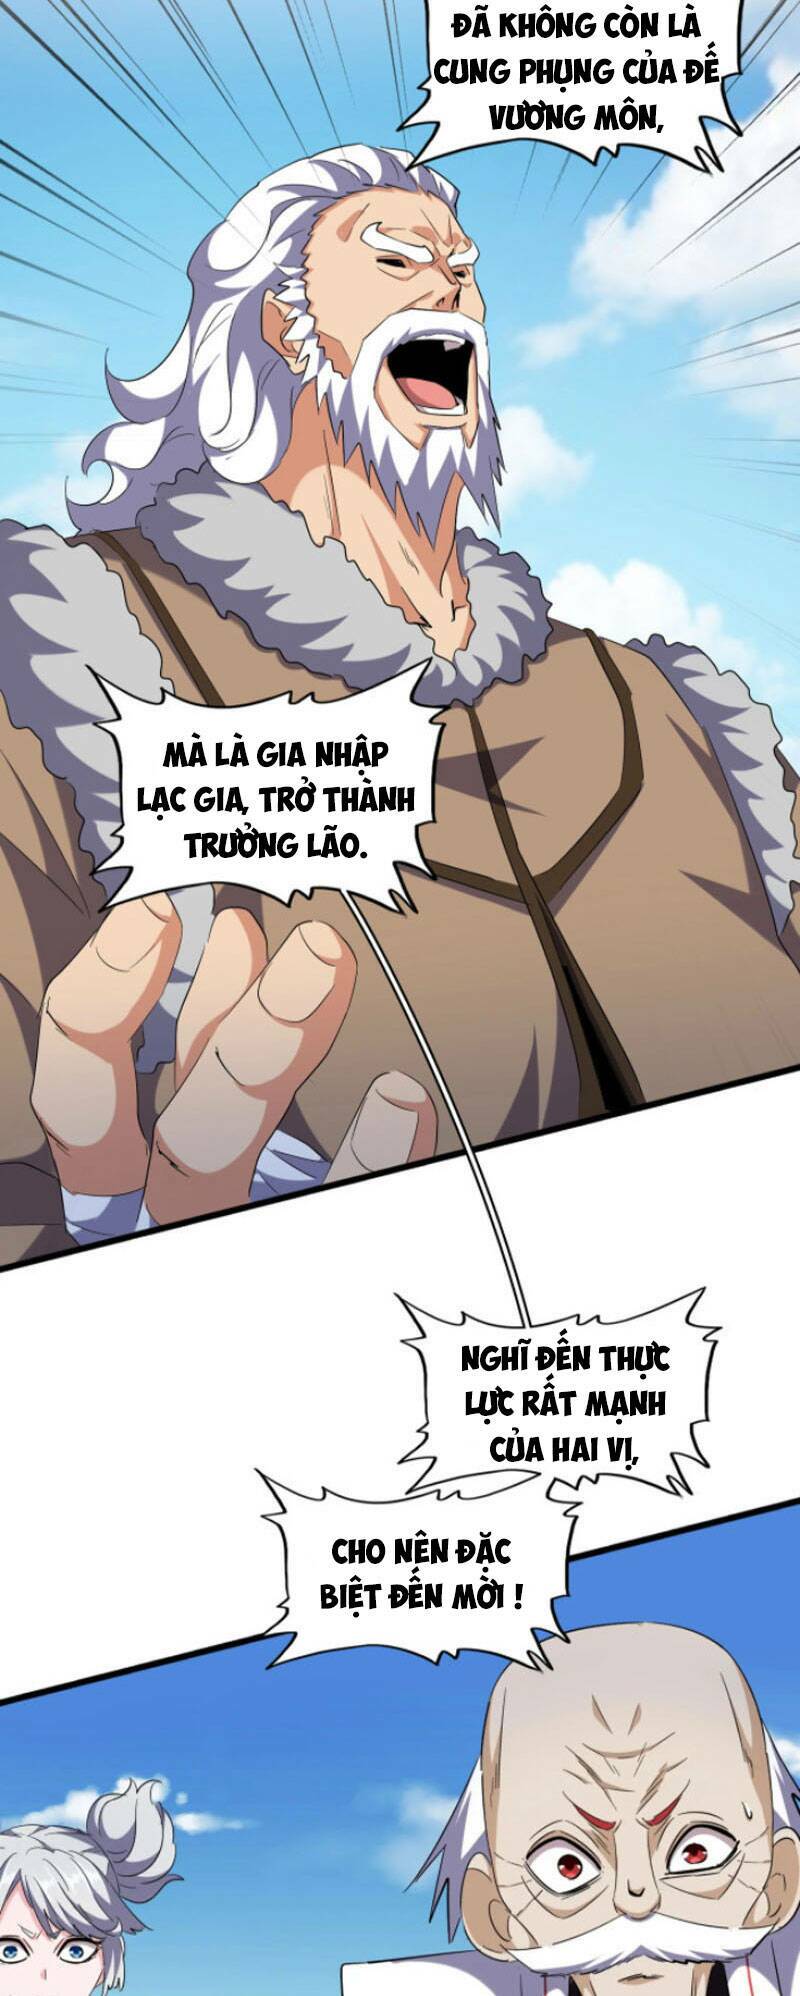 ĐÃ KHÔNG CÒN LÀ
CUNG PHỤNG CỦA ĐẾ
VƯƠNG MÔN,
MÀ LÀ GIA NHẬP
LẠC GIA, TRỞ THÀNH
TRƯỞNG LÃO.
NGHĨ ĐẾN THỰC
LỰC RẤT MẠNH
CỦA HAI VỊ,
CHO NÊN ĐẶC
BIỆT ĐẾN MỜI !